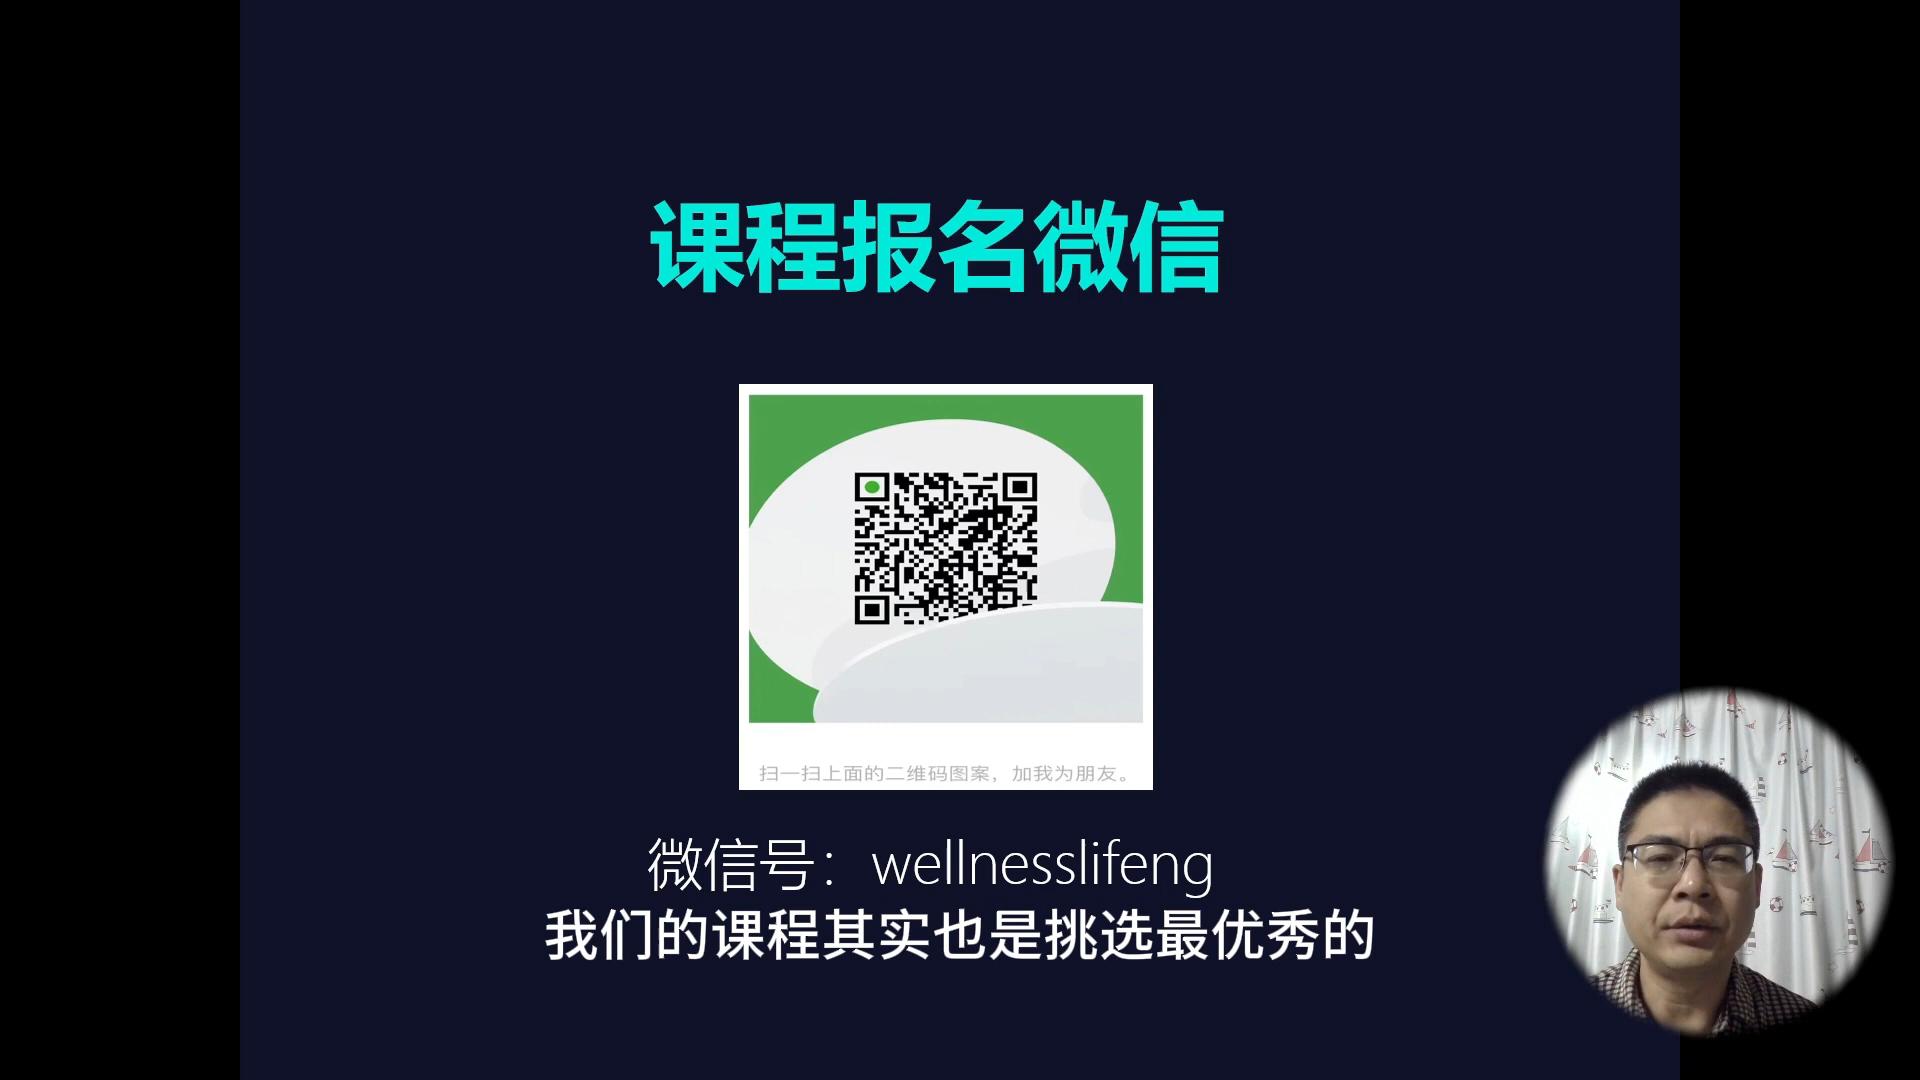 课程报名微信
扫一扫上面的二维码图案，加我为朋友。
微信号：wellnesslifeng
我们的课程其实也是挑选最优秀的